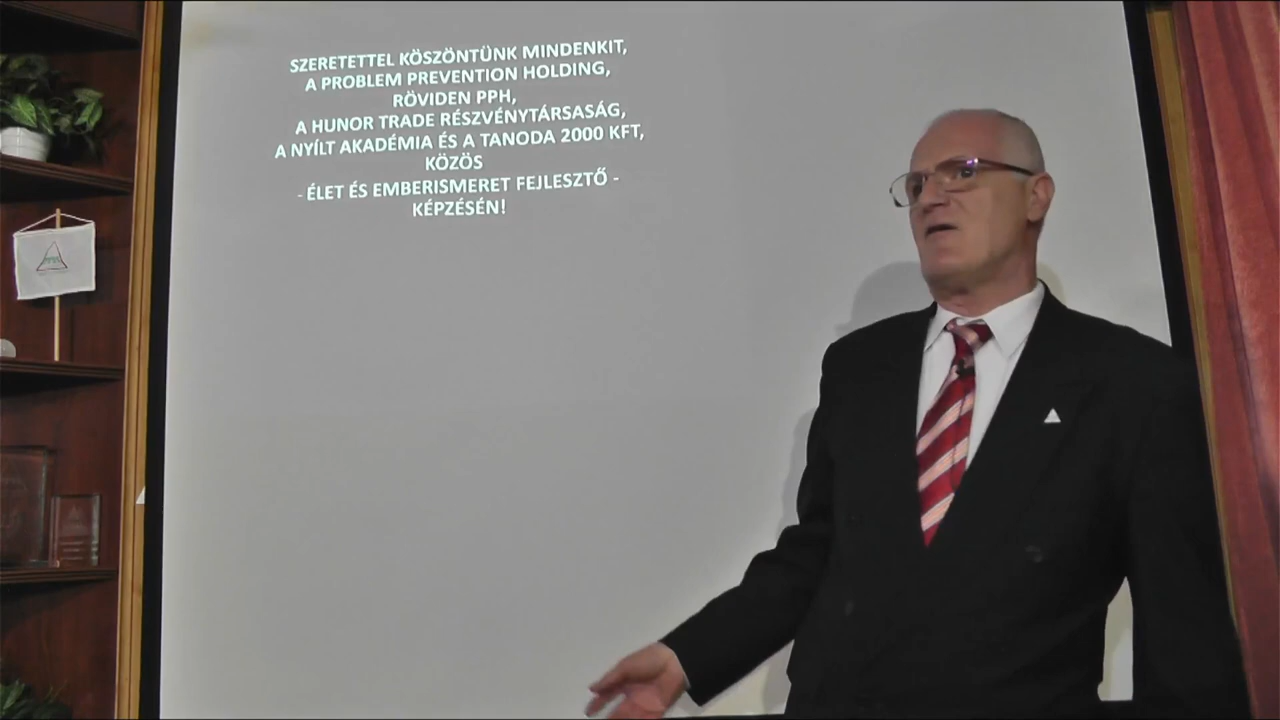 SZERETETTEL KÖSZÖNTÜNK MINDENKIT,
A PROBLEM PREVENTION HOLDING,
RÖVIDEN PPH,
A HUNOR TRADE RÉSZVÉNYTÁRSASÁG,
A NYÍLT AKADÉMIA ÉS A TANODA 2000 KFT,
KÖZÖS
- ÉLET ÉS EMBERISMERET FEJLESZTŐ -
KÉPZÉSÉN!